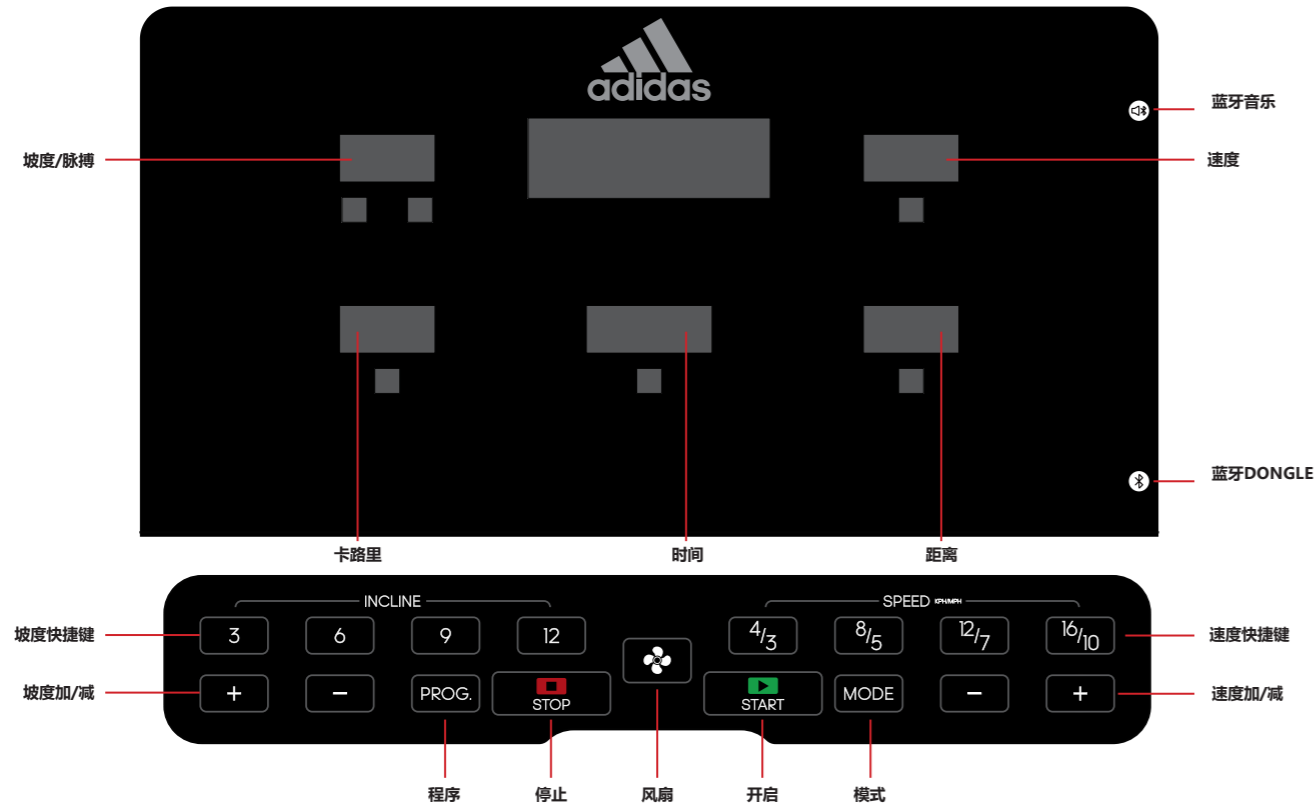 adidas
蓝牙音乐
坡度/脉搏
速度
蓝牙DONGLE
卡路里
时间
距离
INCLINE
SPEED KPH/MPH
坡度快捷键
3
6
9
12
4/3
8/5
12/7
16/10
速度快捷键
坡度加/减
+
−
PROG.
STOP
START
MODE
−
+
速度加/减
程序
停止
风扇
开启
模式